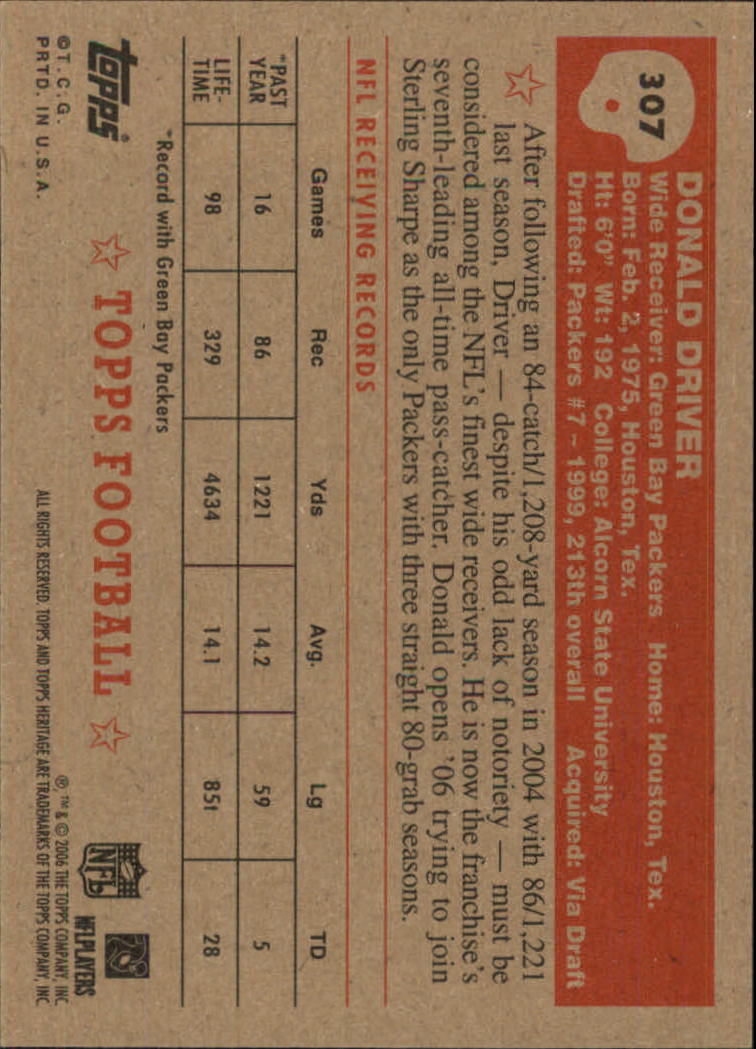 307
DONALD DRIVER
Wide Receiver: Green Bay Packers Home: Houston, Tex.
Born: Feb. 2, 1975, Houston, Tex.
Ht: 6'0" Wt: 192 College: Alcorn State University
Drafted: Packers #7 - 1999, 213th overall Acquired: Via Draft
After following an 84-catch/1,208-yard season in 2004 with 86/1,221
last season, Driver — despite his odd lack of notoriety — must be
considered among the NFL's finest wide receivers. He is now the franchise's
seventh-leading all-time pass-catcher. Donald opens '06 trying to join
Sterling Sharpe as the only Packers with three straight 80-grab seasons.
NFL RECEIVING RECORDS
Games Rec Yds Avg. Lg TD
*PAST
YEAR 16 86 1221 14.2 59 5
LIFE-
TIME 98 329 4634 14.1 85t 28
*Record with Green Bay Packers
topps
TOPPS FOOTBALL
NFL
NFLPLAYERS
©T.C.G.
PRTD. IN U.S.A.
® ™ & © 2006 THE TOPPS COMPANY, INC.
ALL RIGHTS RESERVED. TOPPS AND TOPPS HERITAGE ARE TRADEMARKS OF THE TOPPS COMPANY, INC.